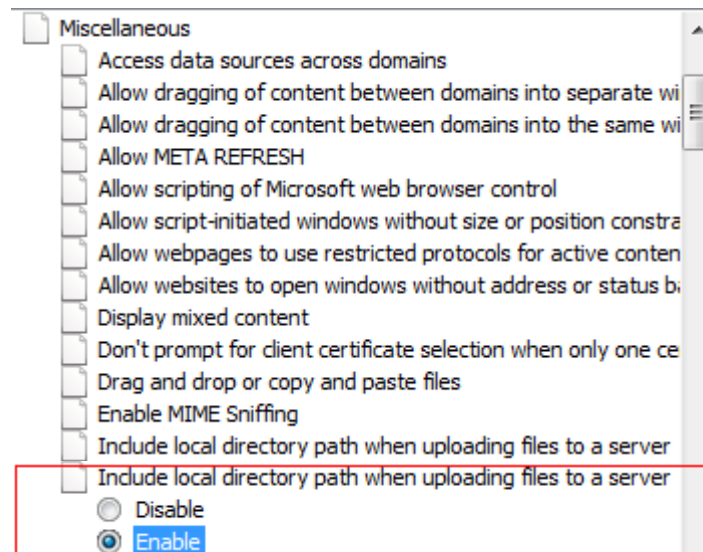 Miscellaneous
Access data sources across domains
Allow dragging of content between domains into separate wi
Allow dragging of content between domains into the same wi
Allow META REFRESH
Allow scripting of Microsoft web browser control
Allow script-initiated windows without size or position constra
Allow webpages to use restricted protocols for active conten
Allow websites to open windows without address or status ba
Display mixed content
Don't prompt for client certificate selection when only one ce
Drag and drop or copy and paste files
Enable MIME Sniffing
Include local directory path when uploading files to a server
Include local directory path when uploading files to a server
Disable
Enable